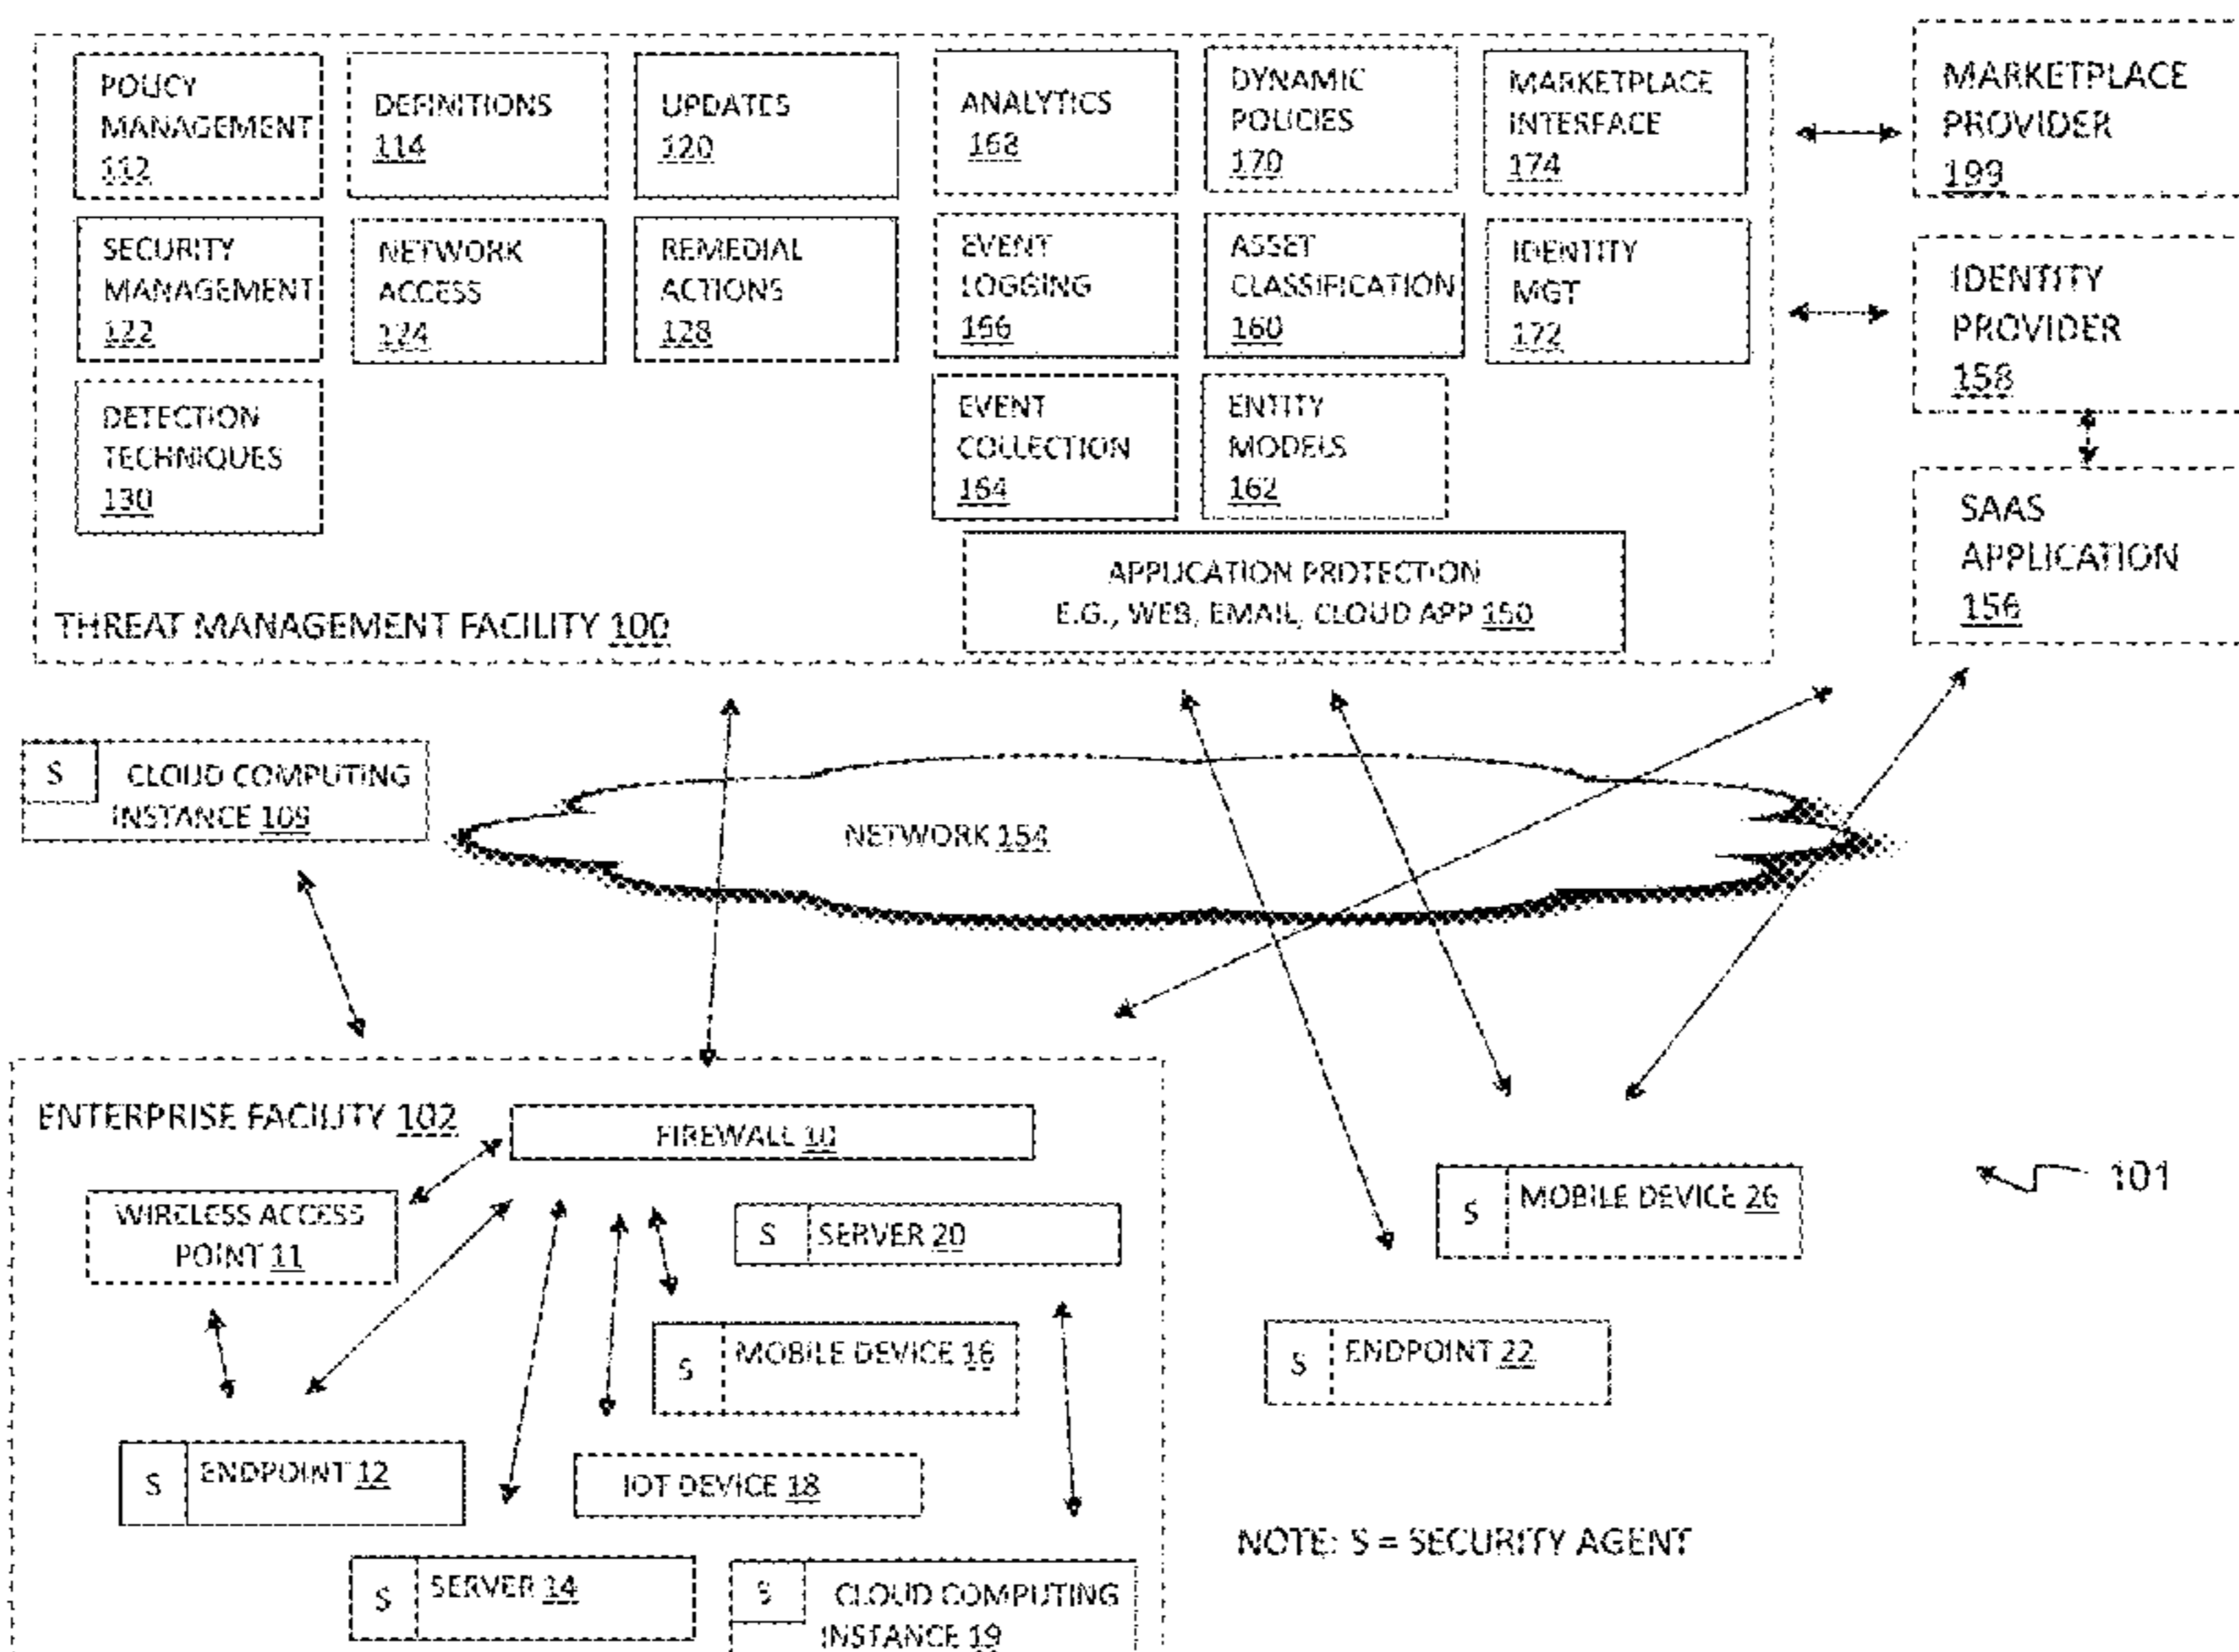 POLICY
MANAGEMENT
112
DEFINITIONS
114
UPDATES
120
ANALYTICS
168
DYNAMIC
POLICIES
170
MARKETPLACE
INTERFACE
174
MARKETPLACE
PROVIDER
199
SECURITY
MANAGEMENT
122
NETWORK
ACCESS
124
REMEDIAL
ACTIONS
128
EVENT
LOGGING
166
ASSET
CLASSIFICATION
160
IDENTITY
MGT
172
IDENTITY
PROVIDER
158
DETECTION
TECHNIQUES
130
EVENT
COLLECTION
164
ENTITY
MODELS
162
SAAS
APPLICATION
156
APPLICATION PROTECTION
E.G., WEB, EMAIL, CLOUD APP 150
THREAT MANAGEMENT FACILITY 100
S CLOUD COMPUTING
INSTANCE 109
NETWORK 154
ENTERPRISE FACILITY 102
FIREWALL 10
WIRELESS ACCESS
POINT 11
S SERVER 20
S MOBILE DEVICE 26
101
S MOBILE DEVICE 16
S ENDPOINT 22
S ENDPOINT 12
IOT DEVICE 18
NOTE: S = SECURITY AGENT
S SERVER 14
S CLOUD COMPUTING
INSTANCE 19